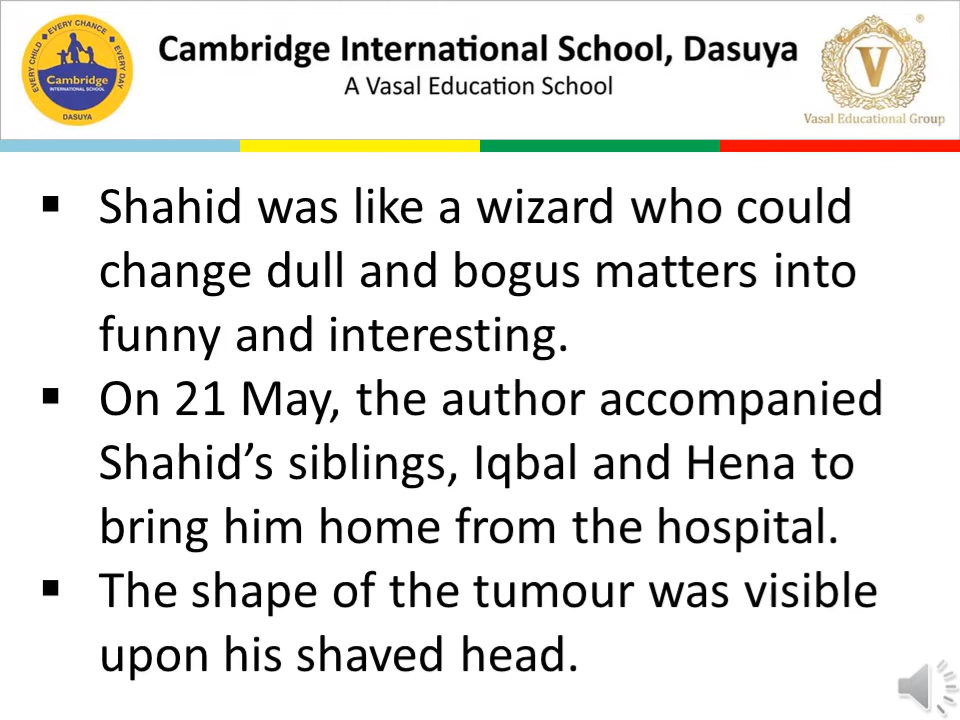 EVERY CHILD • EVERY CHANCE • EVERY DAY
Cambridge
INTERNATIONAL SCHOOL
DASUYA
Cambridge International School, Dasuya
A Vasal Education School
V
®
Vasal Educational Group
▪ Shahid was like a wizard who could
change dull and bogus matters into
funny and interesting.
▪ On 21 May, the author accompanied
Shahid’s siblings, Iqbal and Hena to
bring him home from the hospital.
▪ The shape of the tumour was visible
upon his shaved head.